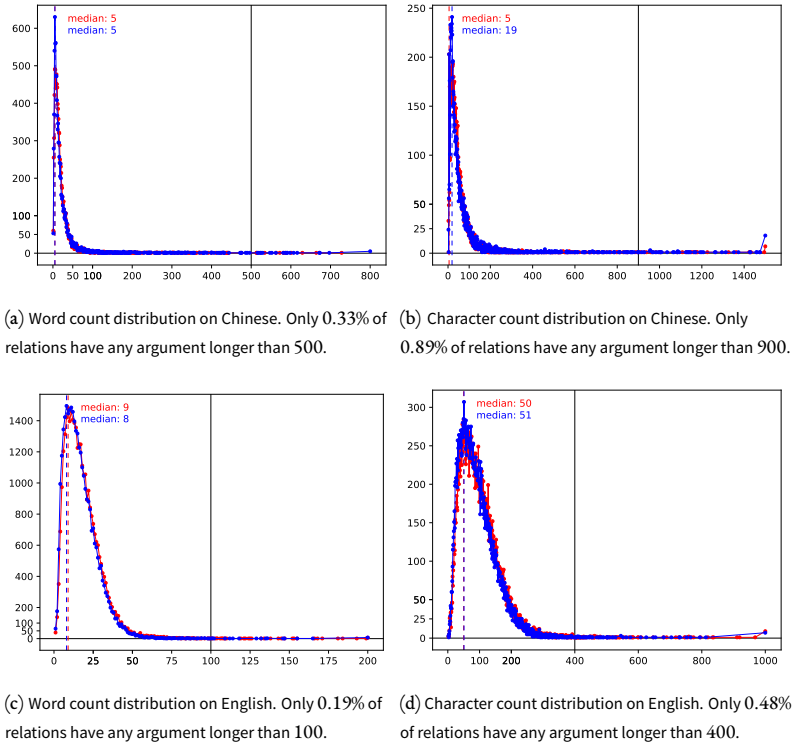 median: 5
median: 5
600
500
400
300
200
100
50
0
0 50 100 200 300 400 500 600 700 800
median: 5
median: 19
250
200
150
100
50
25
0
0 100 200 400 600 800 1000 1200 1400
(a) Word count distribution on Chinese. Only 0.33% of
relations have any argument longer than 500.
(b) Character count distribution on Chinese. Only
0.89% of relations have any argument longer than 900.
median: 9
median: 8
1400
1200
1000
800
600
400
200
100
50
0
0 25 50 75 100 125 150 175 200
median: 50
median: 51
300
250
200
150
100
50
25
0
0 100 200 400 600 800 1000
(c) Word count distribution on English. Only 0.19% of
relations have any argument longer than 100.
(d) Character count distribution on English. Only 0.48%
of relations have any argument longer than 400.